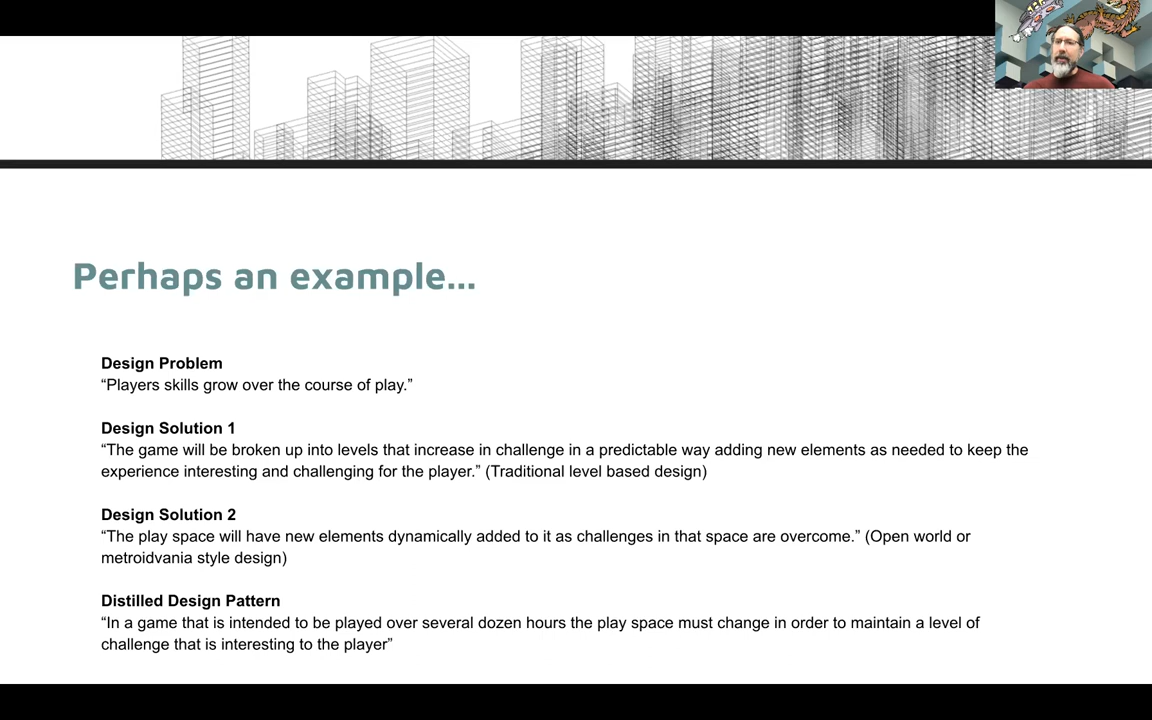 Perhaps an example...
Design Problem
“Players skills grow over the course of play.”
Design Solution 1
“The game will be broken up into levels that increase in challenge in a predictable way adding new elements as needed to keep the
experience interesting and challenging for the player.” (Traditional level based design)
Design Solution 2
“The play space will have new elements dynamically added to it as challenges in that space are overcome.” (Open world or
metroidvania style design)
Distilled Design Pattern
“In a game that is intended to be played over several dozen hours the play space must change in order to maintain a level of
challenge that is interesting to the player”